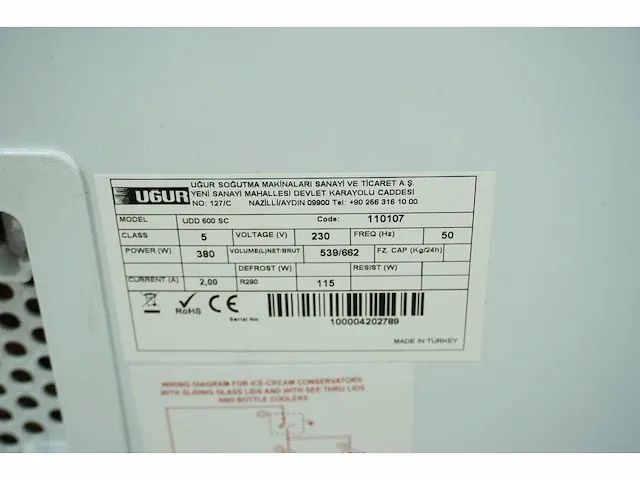 UĞUR
UĞUR SOĞUTMA MAKİNALARI SANAYİ VE TİCARET A.Ş.
YENİ SANAYİ MAHALLESİ DEVLET KARAYOLU CADDESİ
NO: 127/C NAZİLLİ/AYDIN 09900 Tel: +90 256 316 10 00
MODEL UDD 600 SC Code: 110107
CLASS 5 VOLTAGE (V) 230 FREQ (Hz) 50
POWER (W) 380 VOLUME(L)NET/BRUT 539/662 FZ. CAP (Kg/24h)
DEFROST (W) RESIST (W)
CURRENT (A) 2,00 R290 115
RoHS CE
Serial No: 100004202789
MADE IN TURKEY
WIRING DIAGRAM FOR ICE-CREAM CONSERVATORS
WITH SLIDING GLASS LIDS AND WITH SEE THRU LIDS
AND BOTTLE COOLERS